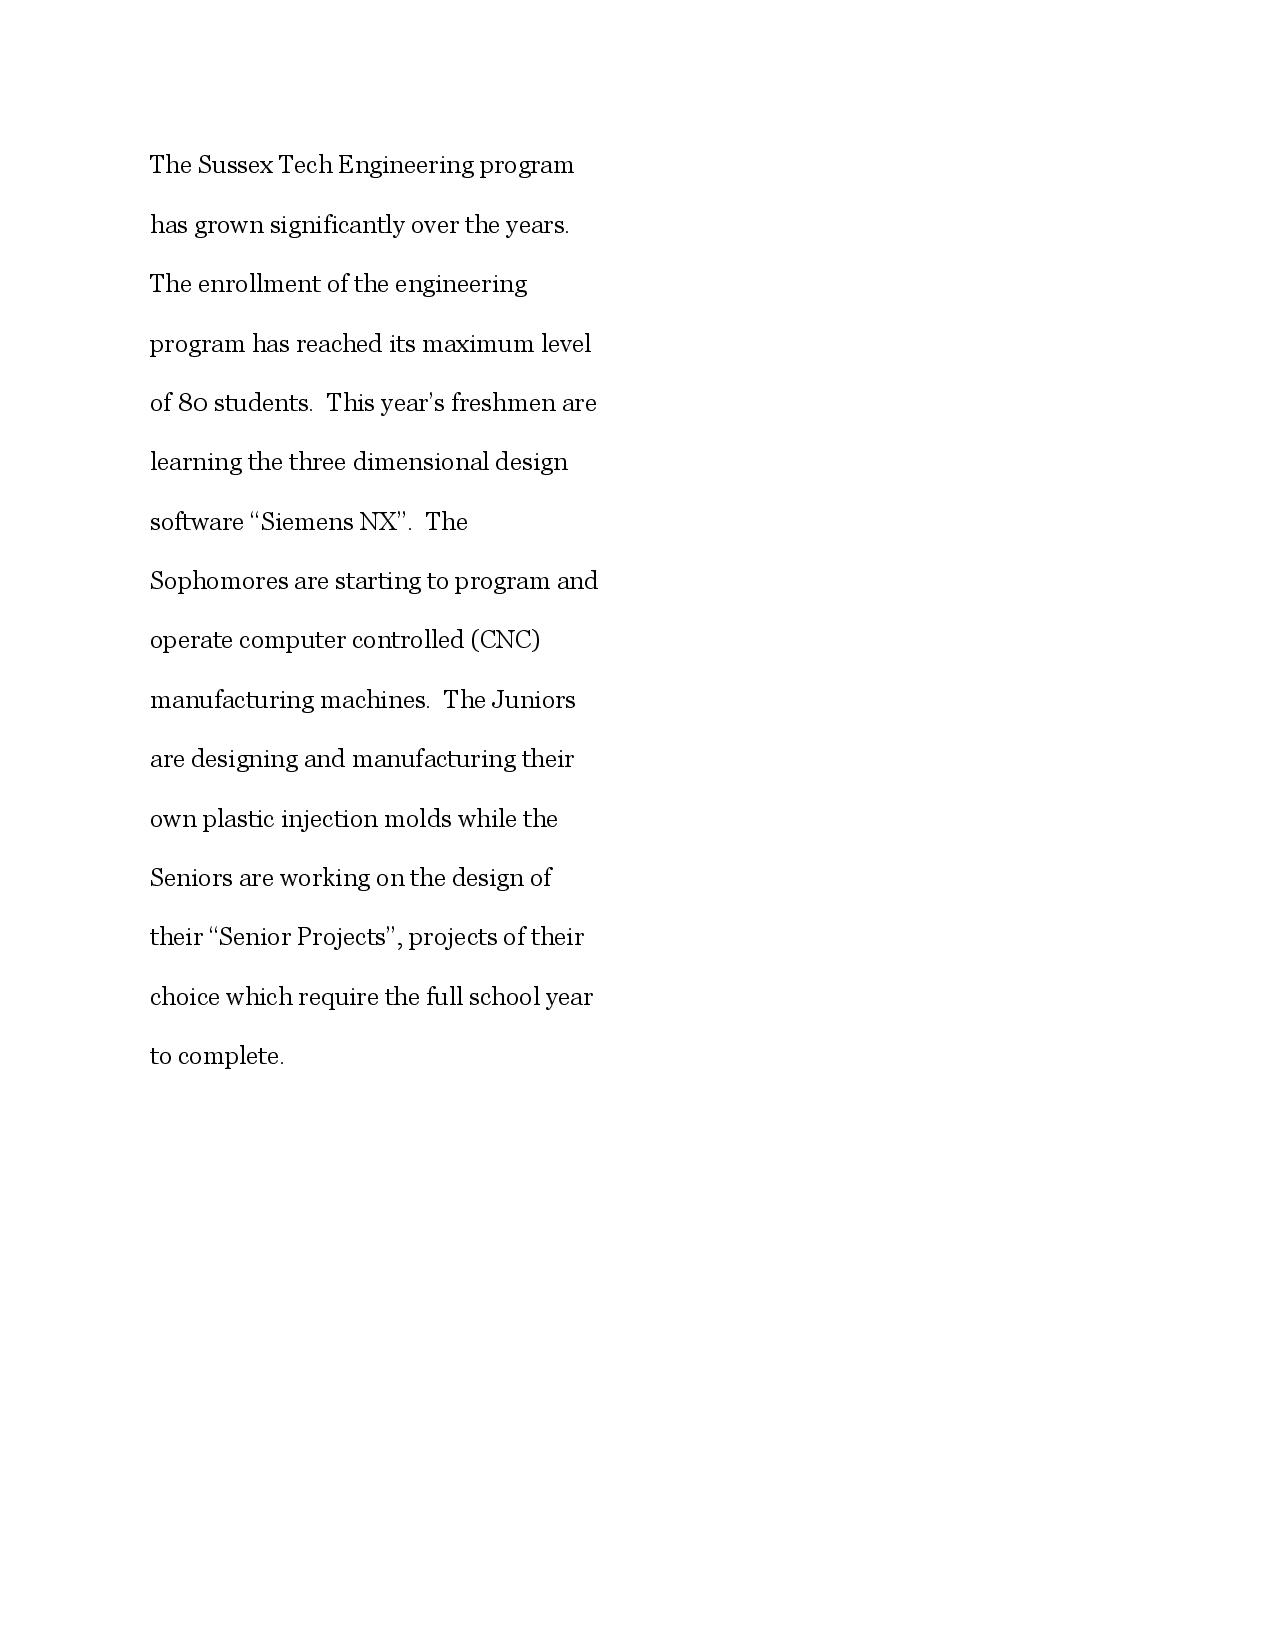 The Sussex Tech Engineering program
has grown significantly over the years.
The enrollment of the engineering
program has reached its maximum level
of 80 students.  This year’s freshmen are
learning the three dimensional design
software “Siemens NX”.  The
Sophomores are starting to program and
operate computer controlled (CNC)
manufacturing machines.  The Juniors
are designing and manufacturing their
own plastic injection molds while the
Seniors are working on the design of
their “Senior Projects”, projects of their
choice which require the full school year
to complete.